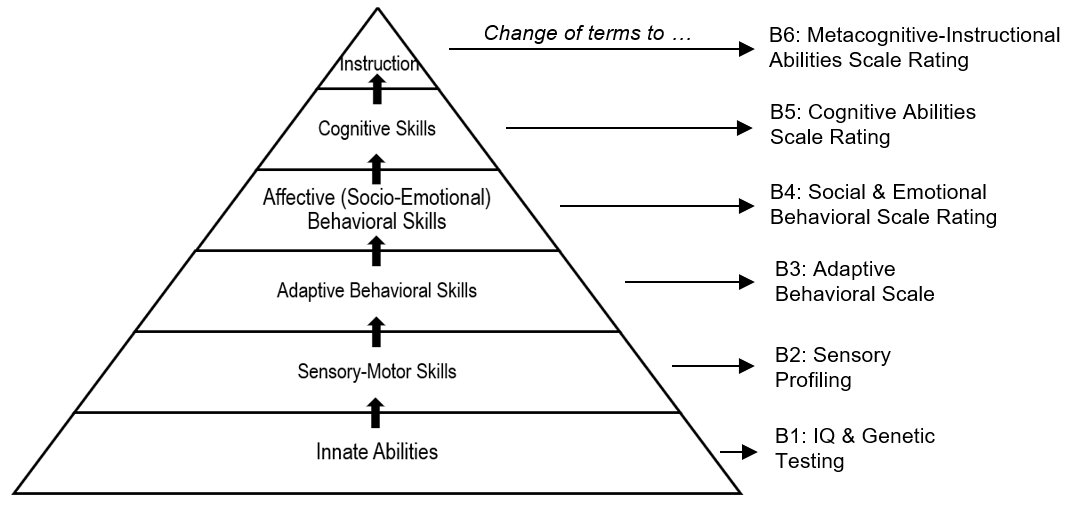 Change of terms to …
B6: Metacognitive-Instructional
Abilities Scale Rating
Instruction
B5: Cognitive Abilities
Scale Rating
Cognitive Skills
B4: Social & Emotional
Behavioral Scale Rating
Affective (Socio-Emotional)
Behavioral Skills
B3: Adaptive
Behavioral Scale
Adaptive Behavioral Skills
B2: Sensory
Profiling
Sensory-Motor Skills
B1: IQ & Genetic
Testing
Innate Abilities